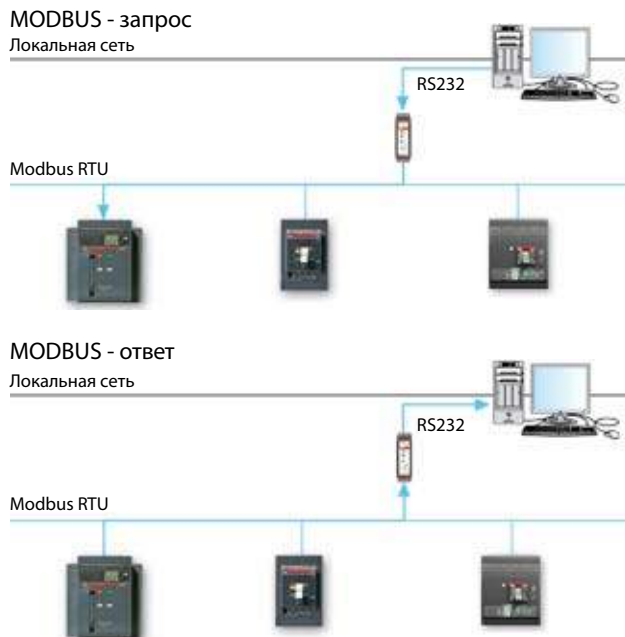 MODBUS - запрос
Локальная сеть
RS232
Modbus RTU
MODBUS - ответ
Локальная сеть
RS232
Modbus RTU